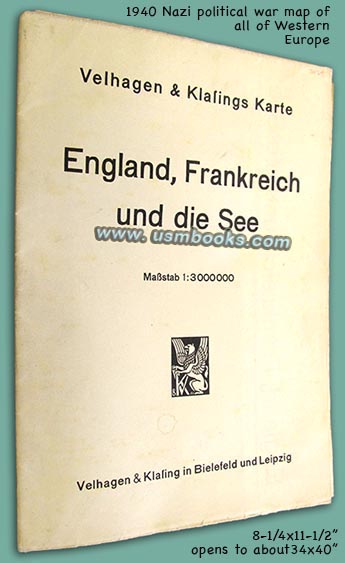 1940 Nazi political war map of
all of Western
Europe
Velhagen & Klaſings Karte
England, Frankreich
und die See
www.usmbooks.com
Maßstab 1:3000000
Velhagen & Klaſing in Bielefeld und Leipzig
8-1/4x11-1/2"
opens to about34x40"